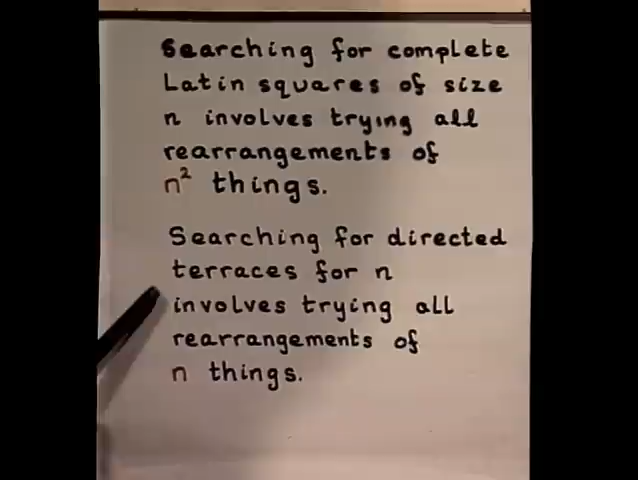 Searching for complete
Latin squares of size
n involves trying all
rearrangements of
n² things.
Searching for directed
terraces for n
involves trying all
rearrangements of
n things.